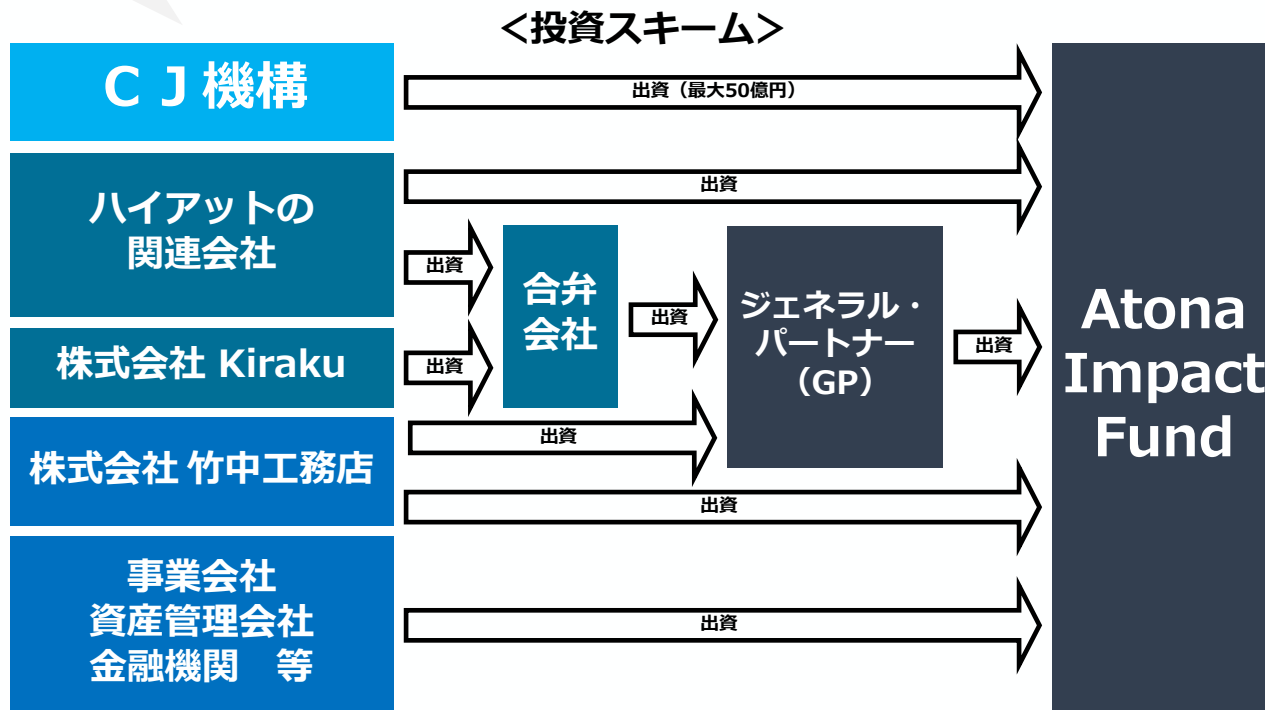 ＜投資スキーム＞
ＣＪ機構
出資（最大50億円）
ハイアットの
関連会社
出資
出資
合弁
会社
出資
ジェネラル・
パートナー
（GP）
出資
Atona
Impact
Fund
株式会社 Kiraku
出資
株式会社 竹中工務店
出資
出資
事業会社
資産管理会社
金融機関　等
出資